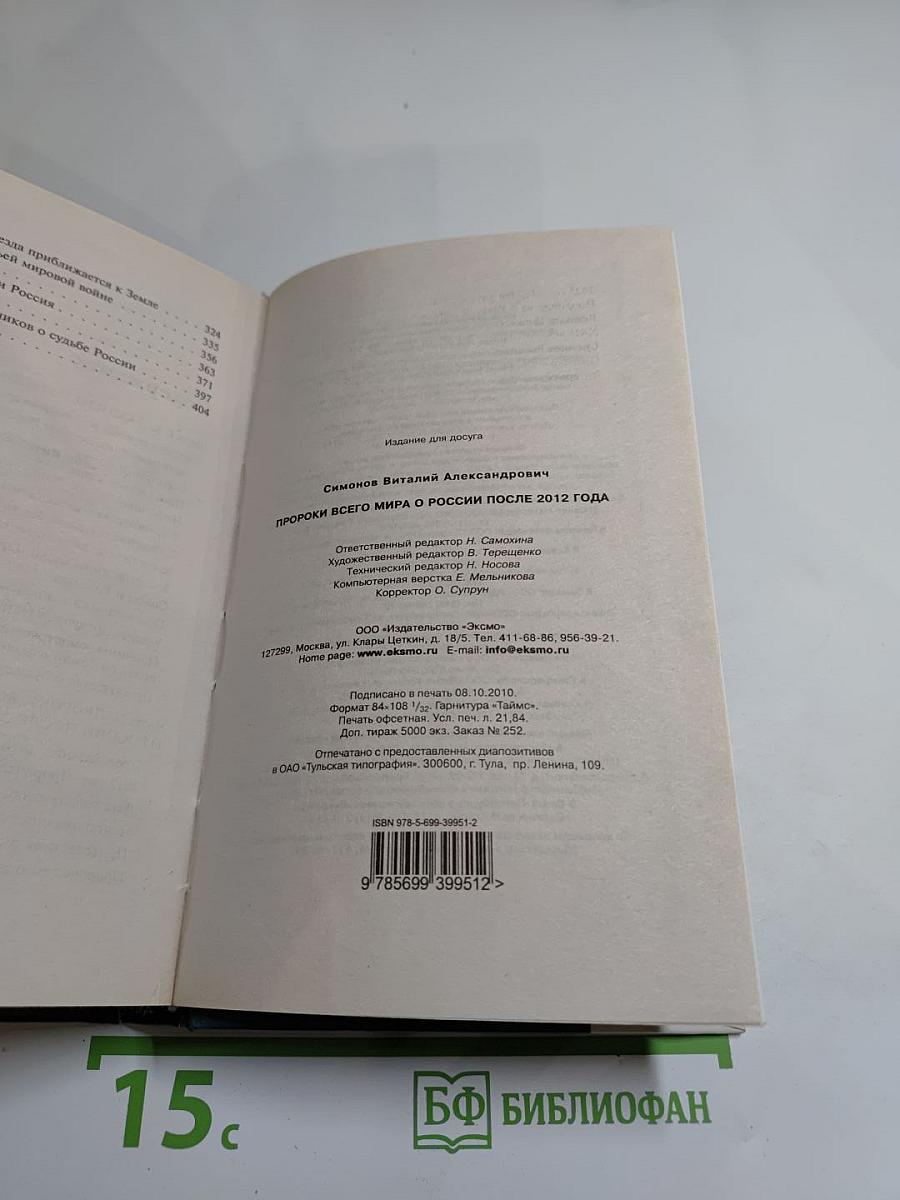 приближается к Земле . . . . 324
мировой войне . . . . . . . . 335
и Россия . . . . . . . . 356
363
о судьбе России . . . . 371
397
404
Издание для досуга
Симонов Виталий Александрович
ПРОРОКИ ВСЕГО МИРА О РОССИИ ПОСЛЕ 2012 ГОДА
Ответственный редактор Н. Самохина
Художественный редактор В. Терещенко
Технический редактор Н. Носова
Компьютерная верстка Е. Мельникова
Корректор О. Супрун
ООО «Издательство «Эксмо»
127299, Москва, ул. Клары Цеткин, д. 18/5. Тел. 411-68-86, 956-39-21.
Home page: www.eksmo.ru E-mail: info@eksmo.ru
Подписано в печать 08.10.2010.
Формат 84×108 1/32. Гарнитура «Таймс».
Печать офсетная. Усл. печ. л. 21,84.
Доп. тираж 5000 экз. Заказ № 252.
Отпечатано с предоставленных диапозитивов
в ОАО «Тульская типография». 300600, г. Тула, пр. Ленина, 109.
ISBN 978-5-699-39951-2
9 785699 399512 >
15 с
БФ БИБЛИОФАН